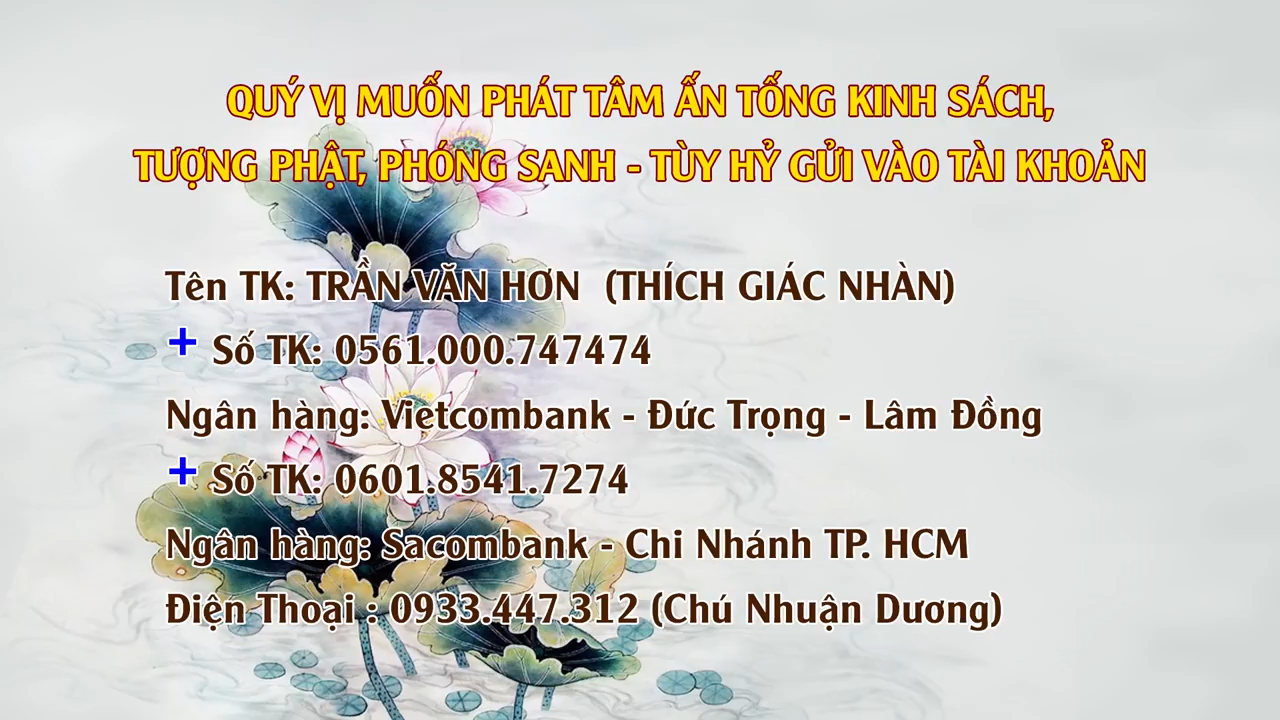 QUÝ VỊ MUỐN PHÁT TÂM ẤN TỐNG KINH SÁCH,
TƯỢNG PHẬT, PHÓNG SANH - TÙY HỶ GỬI VÀO TÀI KHOẢN
Tên TK: TRẦN VĂN HƠN (THÍCH GIÁC NHÀN)
+ Số TK: 0561.000.747474
Ngân hàng: Vietcombank - Đức Trọng - Lâm Đồng
+ Số TK: 0601.8541.7274
Ngân hàng: Sacombank - Chi Nhánh TP. HCM
Điện Thoại : 0933.447.312 (Chú Nhuận Dương)